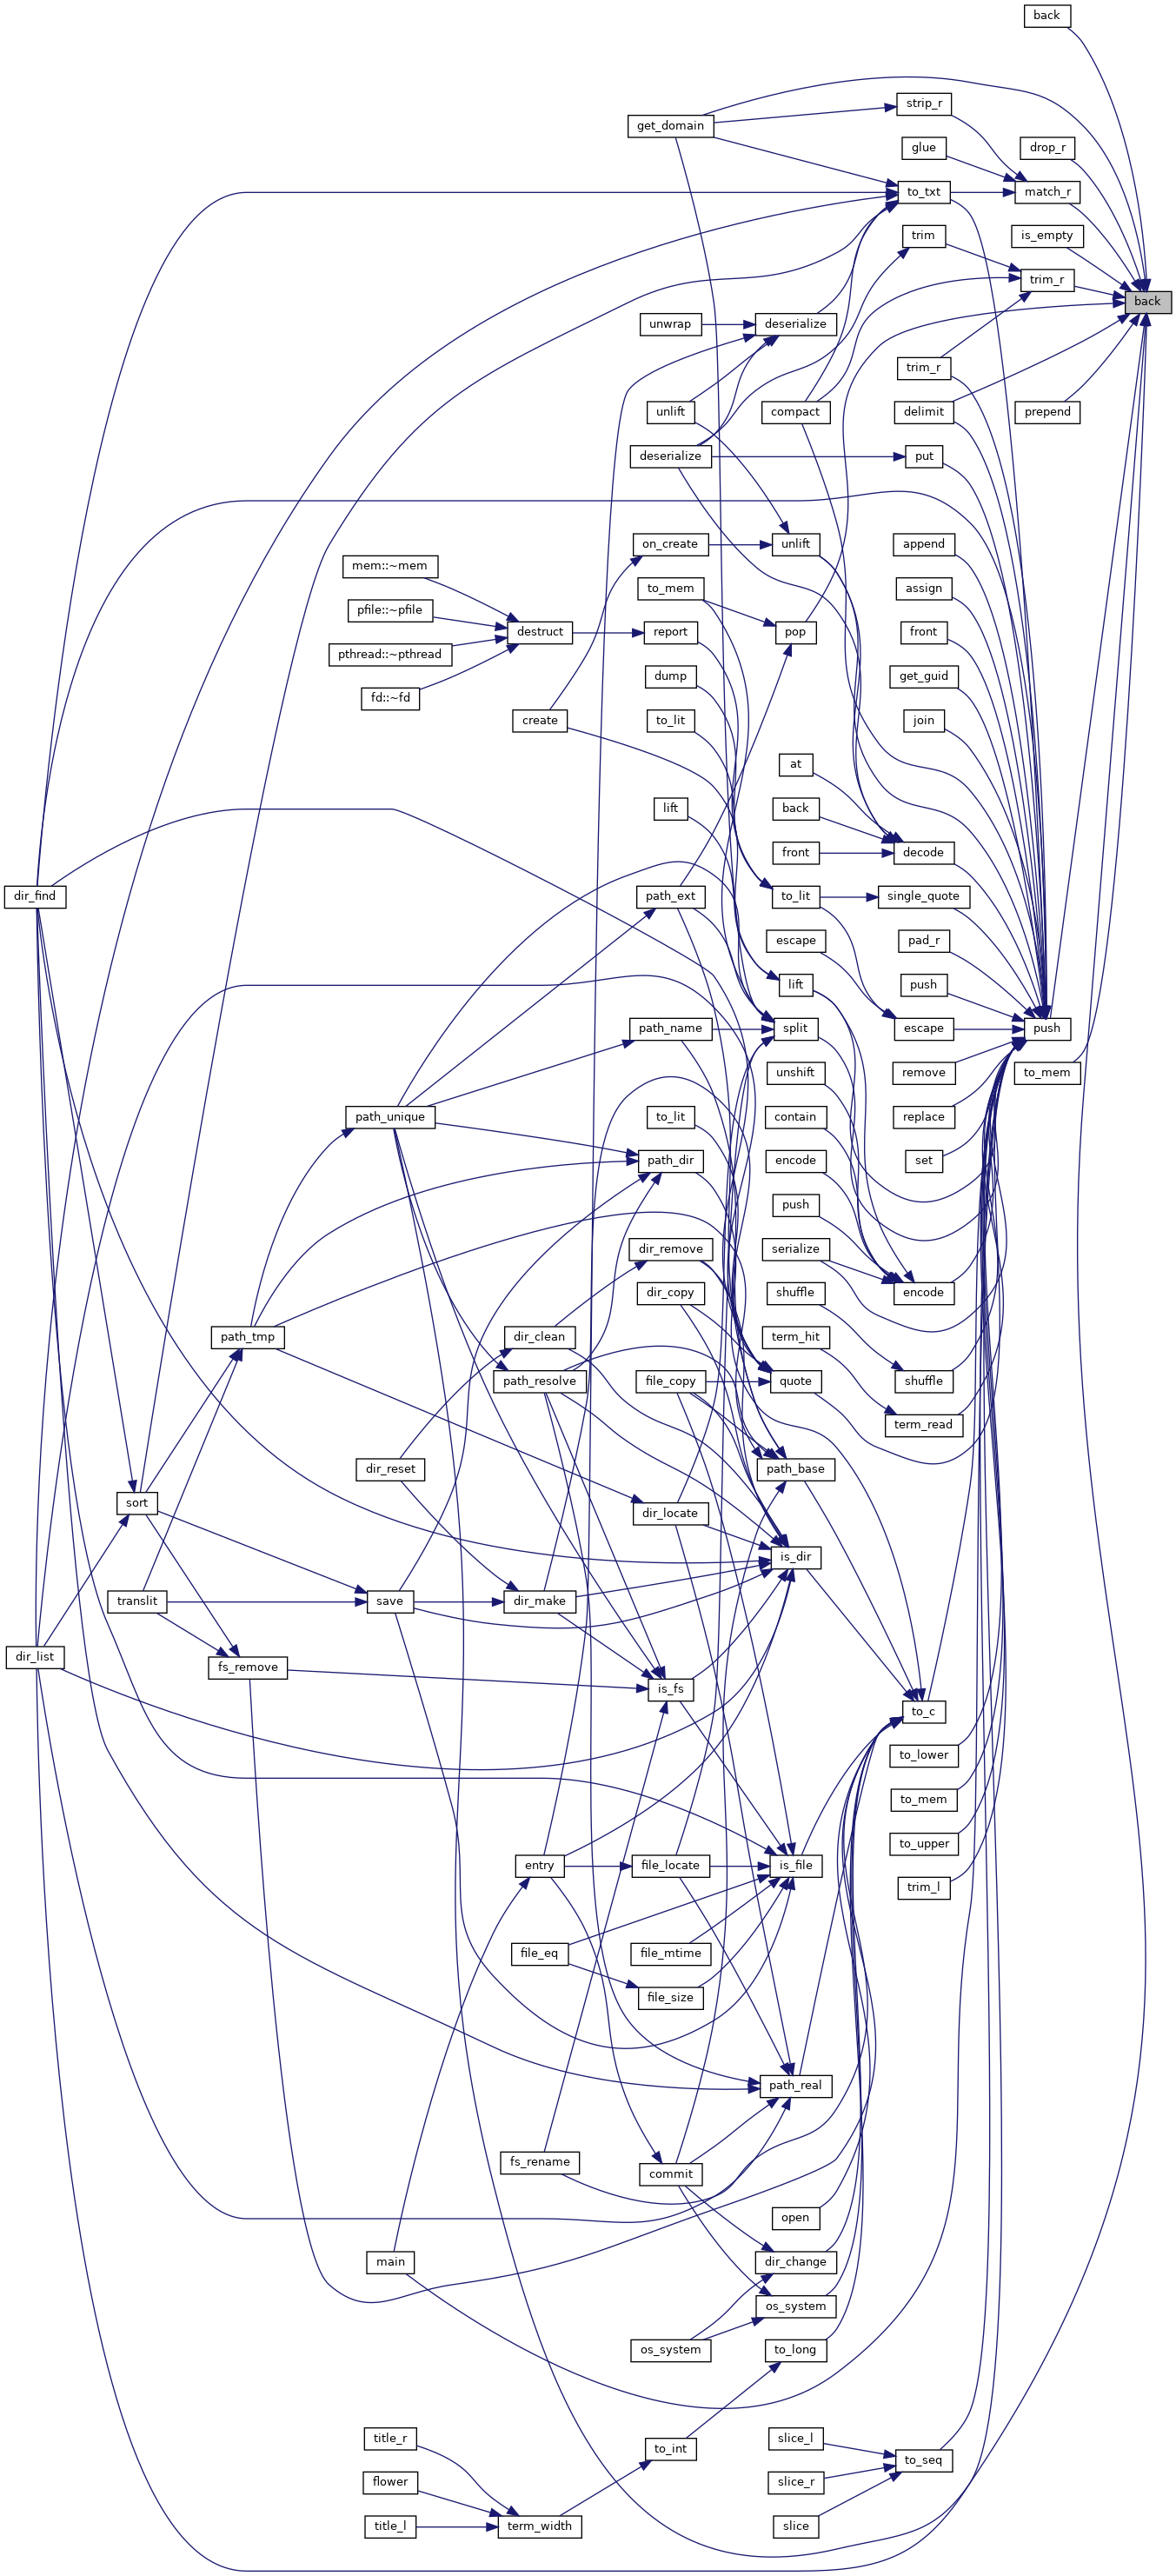 back
strip_r
get_domain
glue
drop_r
to_txt
match_r
trim
is_empty
trim_r
back
unwrap
deserialize
trim_r
unlift
compact
delimit
prepend
deserialize
put
on_create
unlift
append
mem::~mem
to_mem
assign
pfile::~pfile
destruct
report
pop
front
pthread::~pthread
dump
get_guid
fd::~fd
create
to_lit
join
at
lift
back
front
decode
dir_find
path_ext
to_lit
single_quote
escape
pad_r
lift
push
path_name
split
escape
push
unshift
remove
to_mem
path_unique
to_lit
contain
replace
path_dir
encode
set
push
dir_remove
serialize
dir_copy
shuffle
encode
path_tmp
dir_clean
term_hit
path_resolve
file_copy
quote
shuffle
term_read
dir_reset
path_base
sort
dir_locate
is_dir
translit
save
dir_make
dir_list
fs_remove
is_fs
to_c
to_lower
to_mem
to_upper
entry
file_locate
is_file
trim_l
file_eq
file_mtime
file_size
path_real
fs_rename
commit
open
main
dir_change
os_system
os_system
to_long
title_r
to_int
slice_l
to_seq
flower
slice_r
title_l
term_width
slice